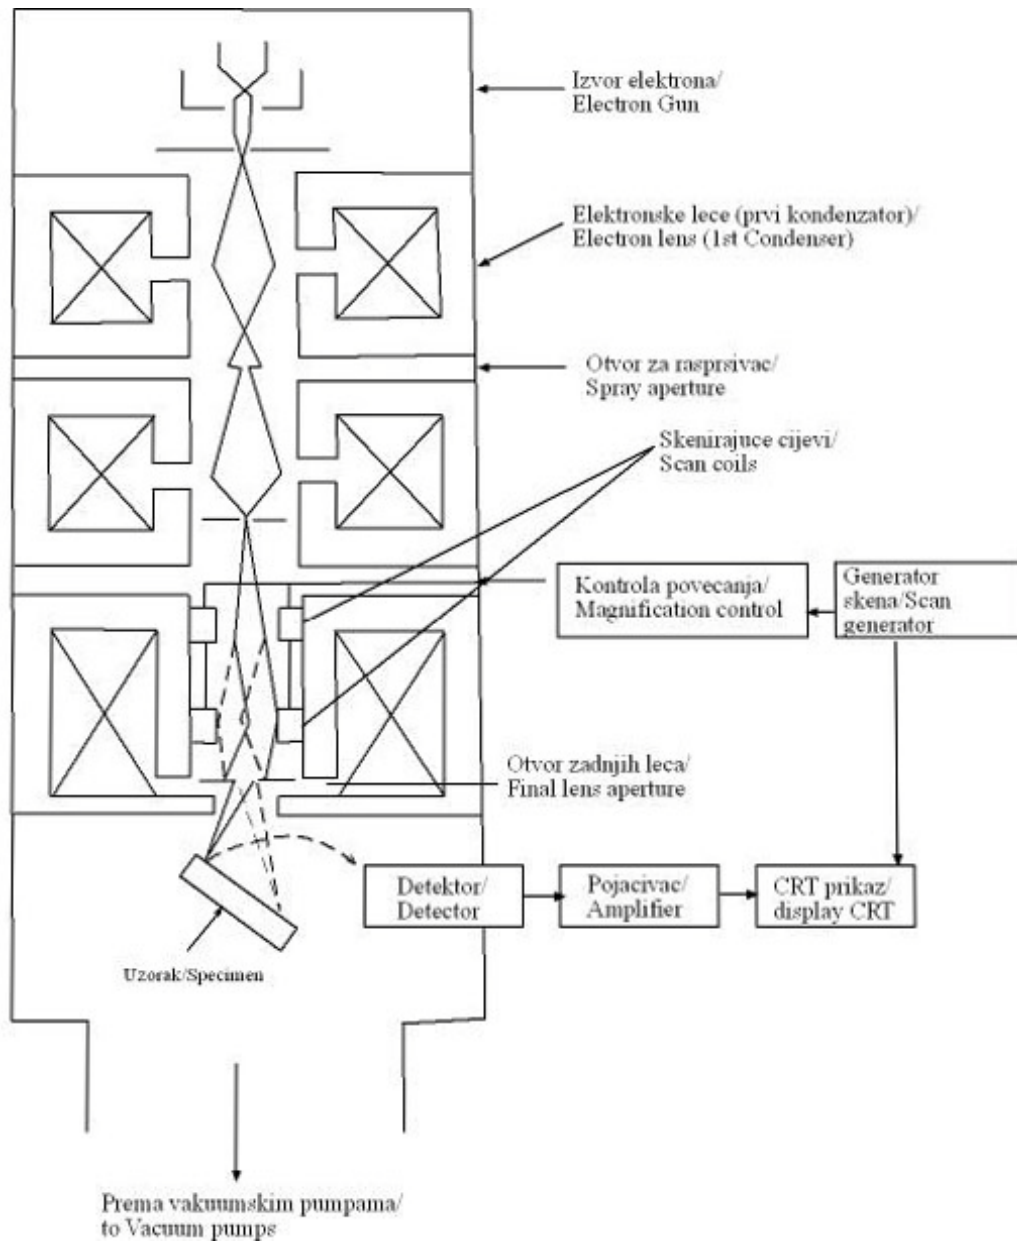 Izvor elektrona/
Electron Gun
Elektronske lece (prvi kondenzator)/
Electron lens (1st Condenser)
Otvor za rasprsivac/
Spray aperture
Skenirajuce cijevi/
Scan coils
Kontrola povecanja/
Magnification control
Generator
skena/Scan
generator
Otvor zadnjih leca/
Final lens aperture
Detektor/
Detector
Pojacivac/
Amplifier
CRT prikaz/
display CRT
Uzorak/Specimen
Prema vakuumskim pumpama/
to Vacuum pumps